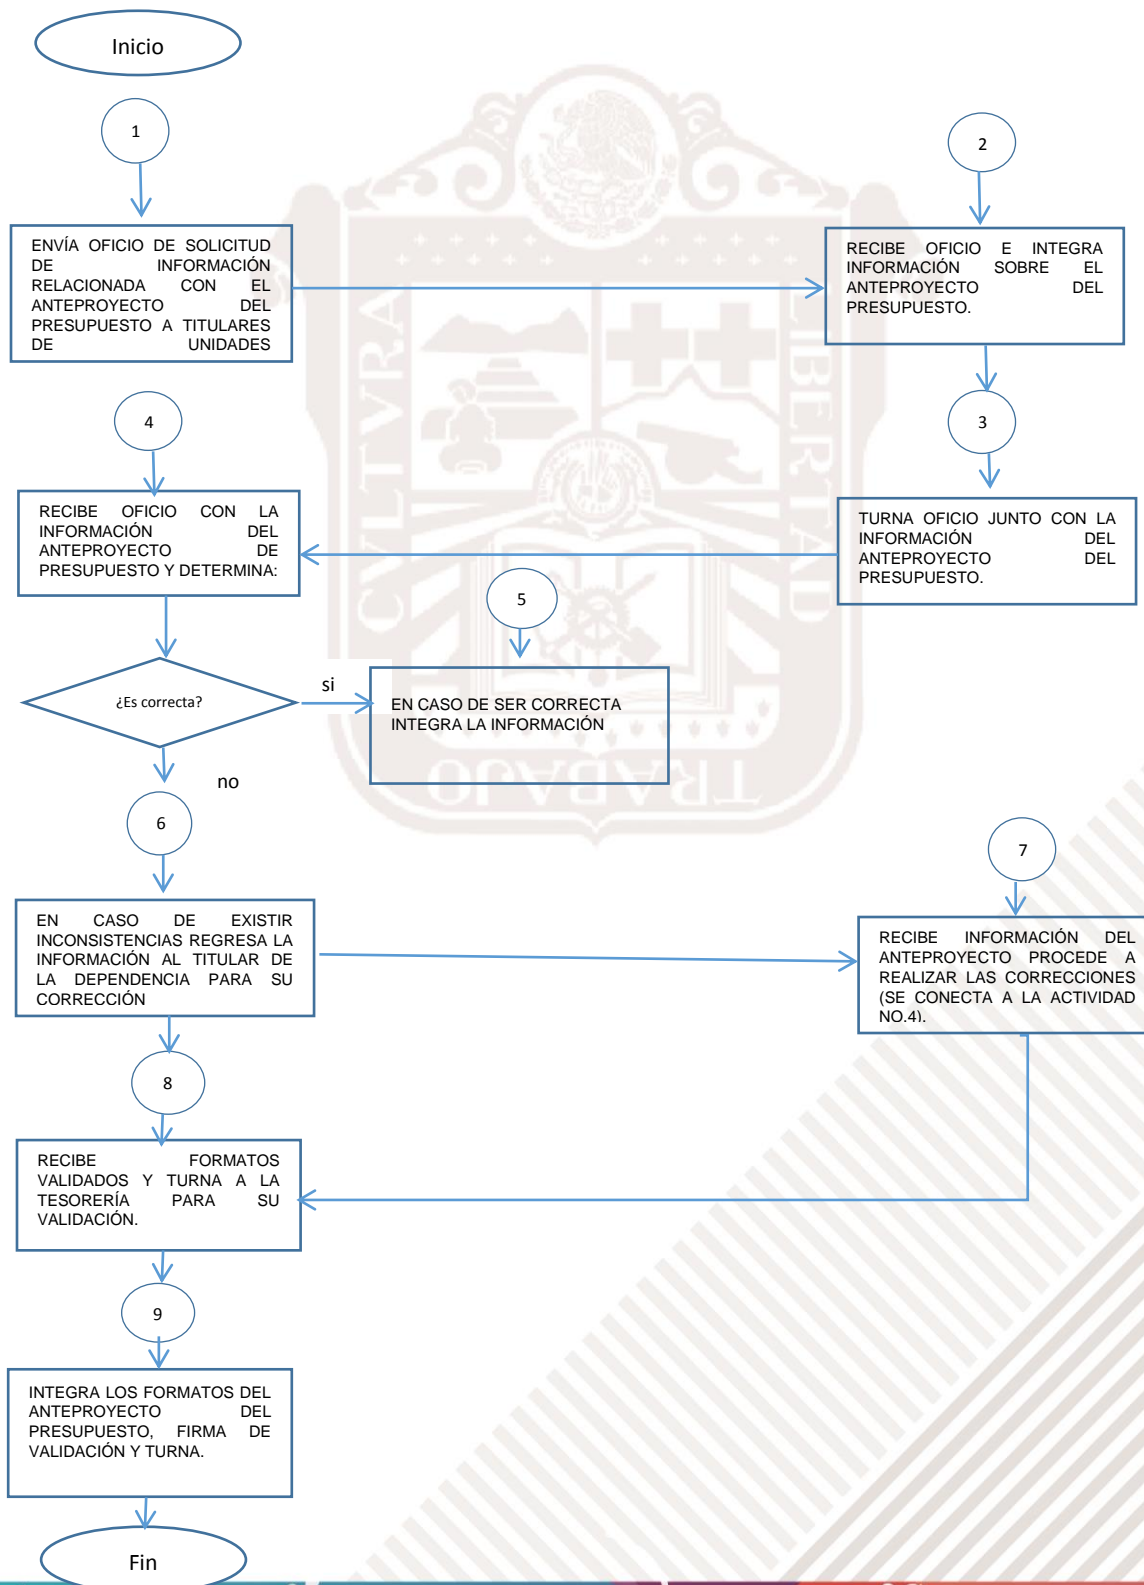 Inicio
1
2
ENVÍA OFICIO DE SOLICITUD
DE INFORMACIÓN
RELACIONADA CON EL
ANTEPROYECTO DEL
PRESUPUESTO A TITULARES
DE UNIDADES
RECIBE OFICIO E INTEGRA
INFORMACIÓN SOBRE EL
ANTEPROYECTO DEL
PRESUPUESTO.
4
3
RECIBE OFICIO CON LA
INFORMACIÓN DEL
ANTEPROYECTO DE
PRESUPUESTO Y DETERMINA:
TURNA OFICIO JUNTO CON LA
INFORMACIÓN DEL
ANTEPROYECTO DEL
PRESUPUESTO.
5
¿Es correcta?
si
EN CASO DE SER CORRECTA
INTEGRA LA INFORMACIÓN
no
6
7
EN CASO DE EXISTIR
INCONSISTENCIAS REGRESA LA
INFORMACIÓN AL TITULAR DE
LA DEPENDENCIA PARA SU
CORRECCIÓN
RECIBE INFORMACIÓN DEL
ANTEPROYECTO PROCEDE A
REALIZAR LAS CORRECCIONES
(SE CONECTA A LA ACTIVIDAD
NO.4).
8
RECIBE FORMATOS
VALIDADOS Y TURNA A LA
TESORERÍA PARA SU
VALIDACIÓN.
9
INTEGRA LOS FORMATOS DEL
ANTEPROYECTO DEL
PRESUPUESTO, FIRMA DE
VALIDACIÓN Y TURNA.
Fin
CVLTVRA
LIBERTAD
TRABAJO